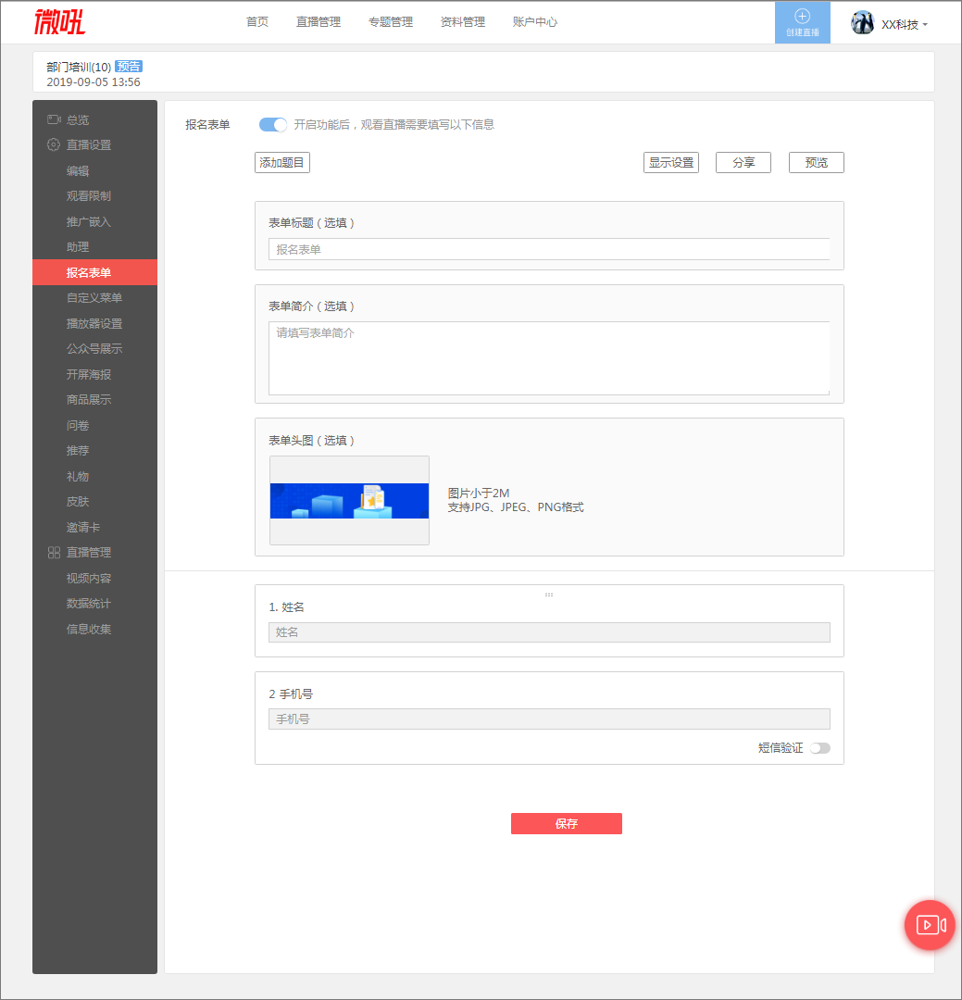 微吼
首页 直播管理 专题管理 资料管理 账户中心
创建直播
XX科技
部门培训(10) 预告
2019-09-05 13:56
总览
直播设置
编辑
观看限制
推广嵌入
助理
报名表单
自定义菜单
播放器设置
公众号展示
开屏海报
商品展示
问卷
推荐
礼物
皮肤
邀请卡
直播管理
视频内容
数据统计
信息收集
报名表单 开启功能后，观看直播需要填写以下信息
添加题目 显示设置 分享 预览
表单标题（选填）
报名表单
表单简介（选填）
请填写表单简介
表单头图（选填）
图片小于2M
支持JPG、JPEG、PNG格式
1. 姓名
姓名
2 手机号
手机号
短信验证
保存